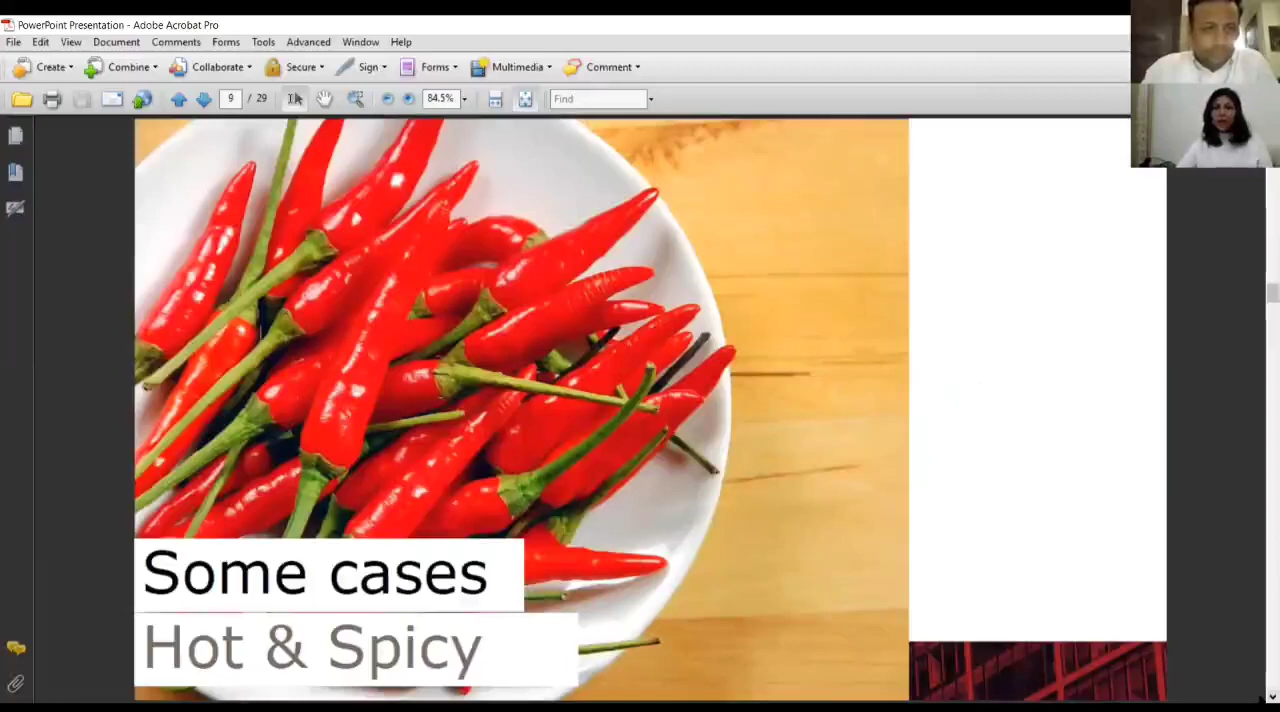 PowerPoint Presentation - Adobe Acrobat Pro
File Edit View Document Comments Forms Tools Advanced Window Help
Create Combine Collaborate Secure Sign Forms Multimedia Comment
9 / 29 84.5% Find
Some cases
Hot & Spicy